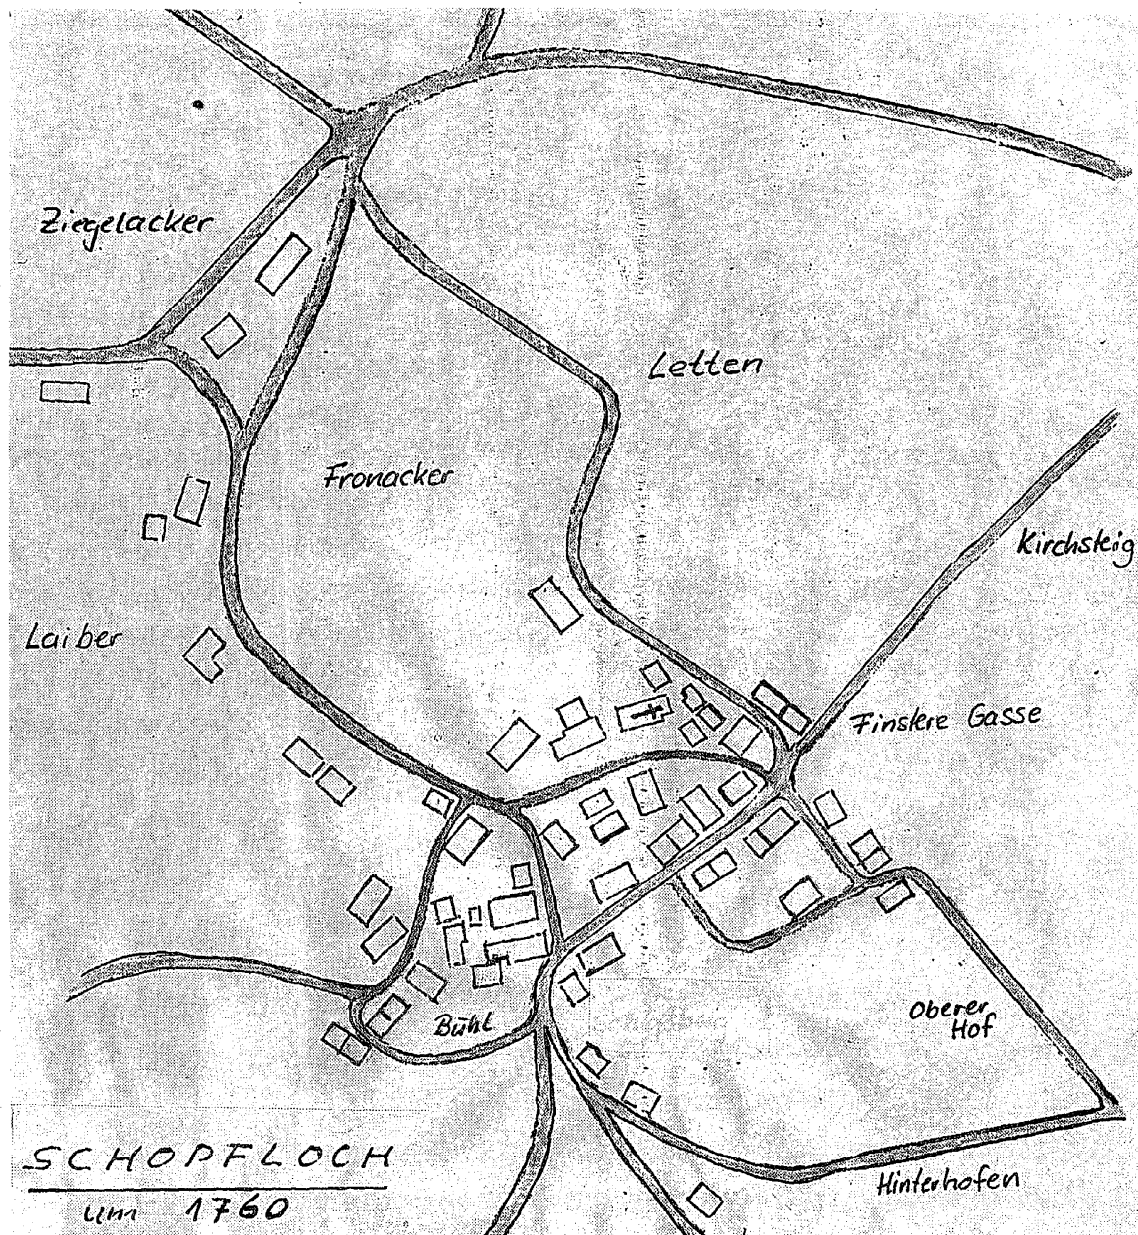 Ziegelacker
Letten
Fronacker
Kirchsteig
Laiber
Finstere Gasse
Oberer
Hof
Bühl
SCHOPFLOCH
um 1760
Hinterhofen